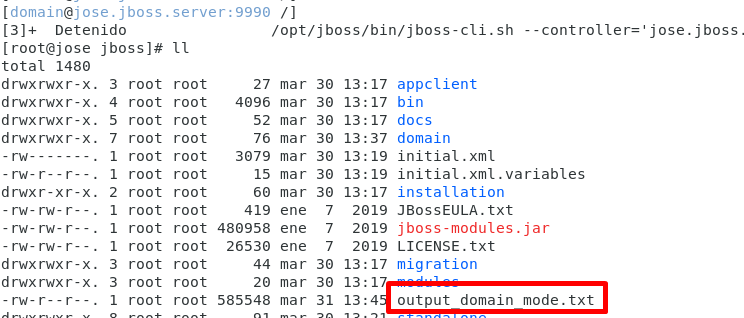 [domain@jose.jboss.server:9990 /]
[3]+  Detenido                /opt/jboss/bin/jboss-cli.sh --controller='jose.jboss.
[root@jose jboss]# ll
total 1480
drwxrwxr-x. 3 root root     27 mar 30 13:17 appclient
drwxrwxr-x. 4 root root   4096 mar 30 13:17 bin
drwxrwxr-x. 5 root root     52 mar 30 13:17 docs
drwxrwxr-x. 7 root root     76 mar 30 13:37 domain
-rw-------. 1 root root   3079 mar 30 13:19 initial.xml
-rw-r--r--. 1 root root     15 mar 30 13:19 initial.xml.variables
drwxr-xr-x. 2 root root     60 mar 30 13:17 installation
-rw-rw-r--. 1 root root    419 ene  7  2019 JBossEULA.txt
-rw-rw-r--. 1 root root 480958 ene  7  2019 jboss-modules.jar
-rw-rw-r--. 1 root root  26530 ene  7  2019 LICENSE.txt
drwxrwxr-x. 3 root root     44 mar 30 13:17 migration
drwxrwxr-x. 3 root root     20 mar 30 13:17 modules
-rw-r--r--. 1 root root 585548 mar 31 13:45 output_domain_mode.txt
drwxrwxr-x. 8 root root     91 mar 30 13:21 standalone